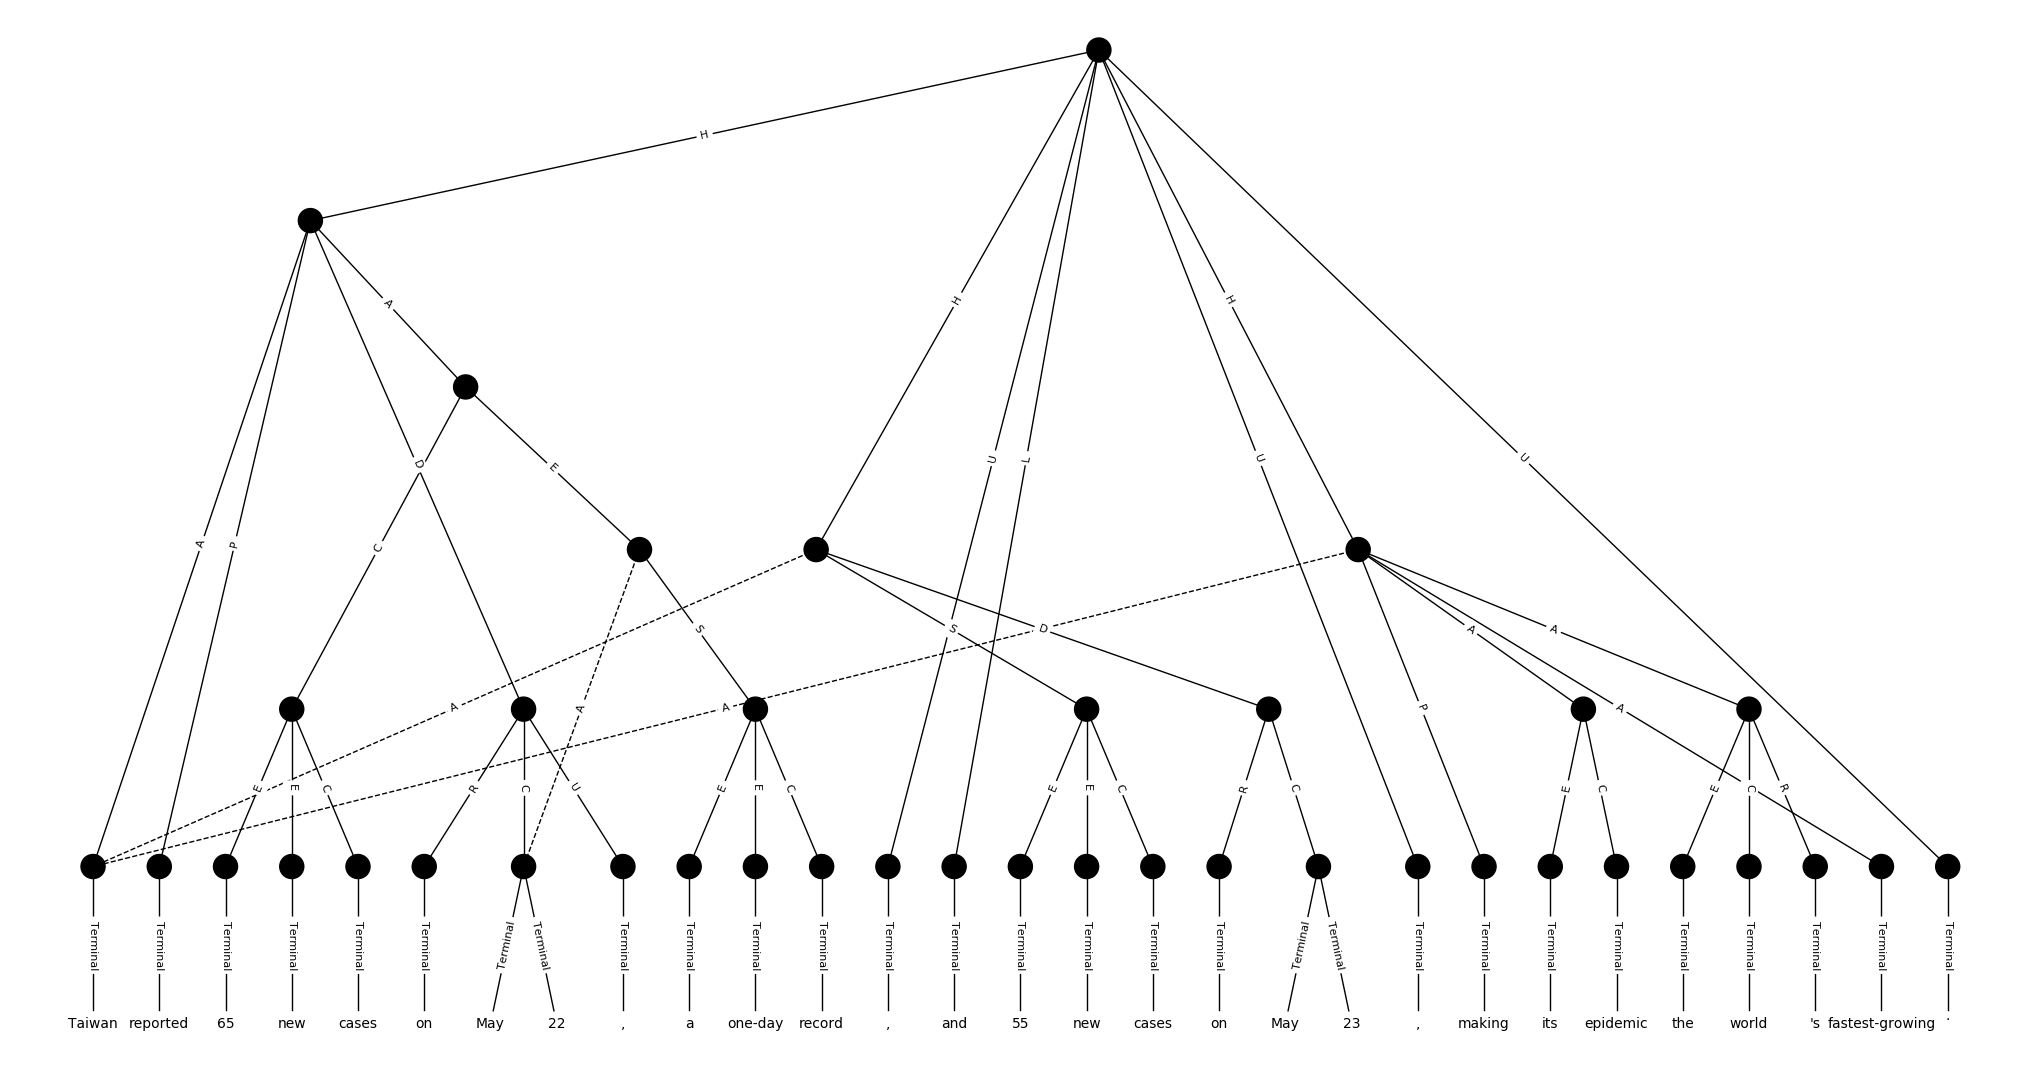 H
A
H
H
E
D
C
U
L
U
U
A
P
S
D
A
A
S
A
A
A
A
P
A
E
E
C
R
C
U
E
E
C
E
E
C
R
C
E
C
E
C
R
Terminal Terminal Terminal Terminal Terminal Terminal Terminal Terminal Terminal Terminal Terminal Terminal Terminal Terminal Terminal Terminal Terminal Terminal Terminal Terminal Terminal Terminal Terminal Terminal Terminal Terminal Terminal Terminal Terminal
Taiwan reported 65 new cases on May 22 , a one-day record , and 55 new cases on May 23 , making its epidemic the world 's fastest-growing .